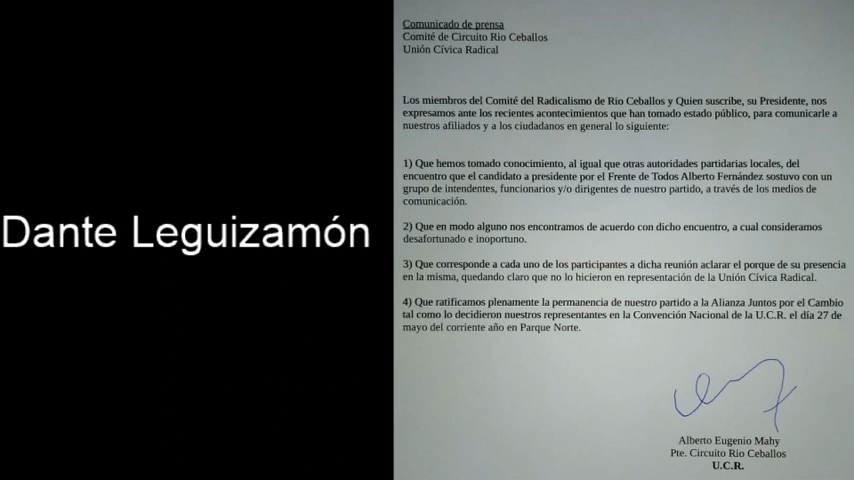 Dante Leguizamón
Comunicado de prensa
Comité de Circuito Rio Ceballos
Unión Cívica Radical
Los miembros del Comité del Radicalismo de Rio Ceballos y Quien suscribe, su Presidente, nos
expresamos ante los recientes acontecimientos que han tomado estado público, para comunicarle a
nuestros afiliados y a los ciudadanos en general lo siguiente:
1) Que hemos tomado conocimiento, al igual que otras autoridades partidarias locales, del
encuentro que el candidato a presidente por el Frente de Todos Alberto Fernández sostuvo con un
grupo de intendentes, funcionarios y/o dirigentes de nuestro partido, a través de los medios de
comunicación.
2) Que en modo alguno nos encontramos de acuerdo con dicho encuentro, a cual consideramos
desafortunado e inoportuno.
3) Que corresponde a cada uno de los participantes a dicha reunión aclarar el porque de su presencia
en la misma, quedando claro que no lo hicieron en representación de la Unión Cívica Radical.
4) Que ratificamos plenamente la permanencia de nuestro partido a la Alianza Juntos por el Cambio
tal como lo decidieron nuestros representantes en la Convención Nacional de la U.C.R. el día 27 de
mayo del corriente año en Parque Norte.
Alberto Eugenio Mahy
Pte. Circuito Rio Ceballos
U.C.R.